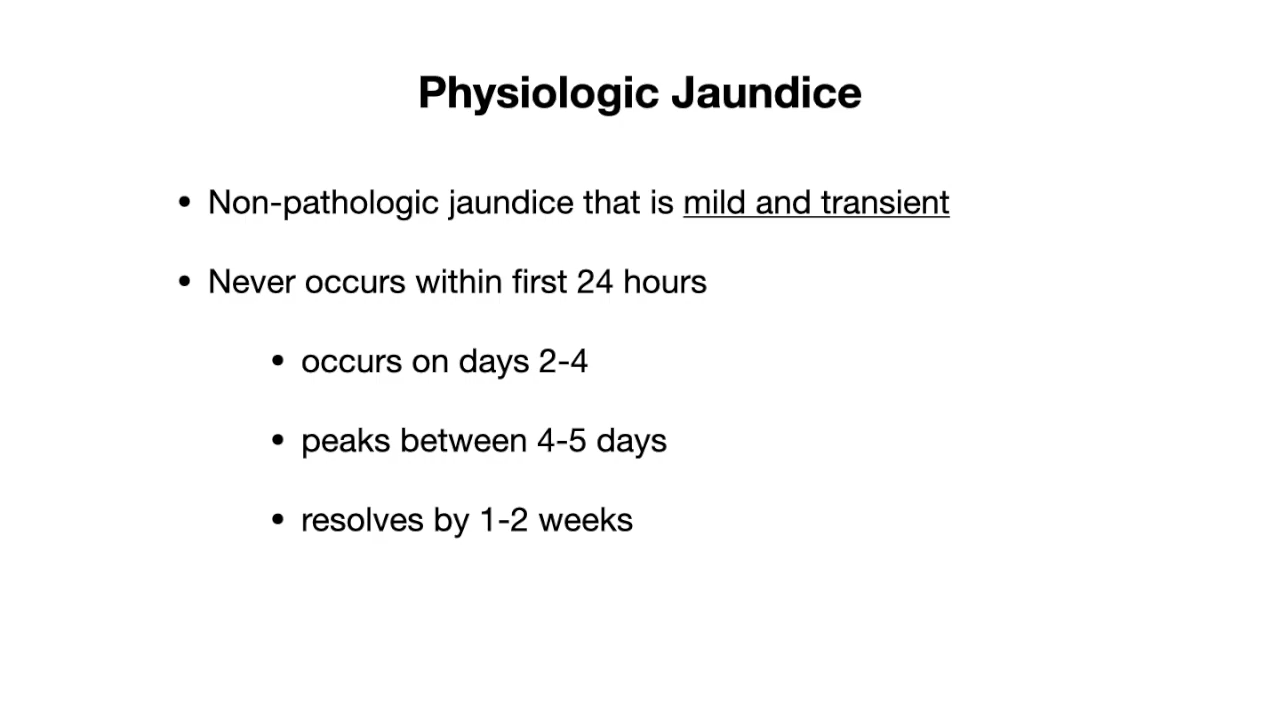 Physiologic Jaundice
• Non-pathologic jaundice that is mild and transient
• Never occurs within first 24 hours
• occurs on days 2-4
• peaks between 4-5 days
• resolves by 1-2 weeks